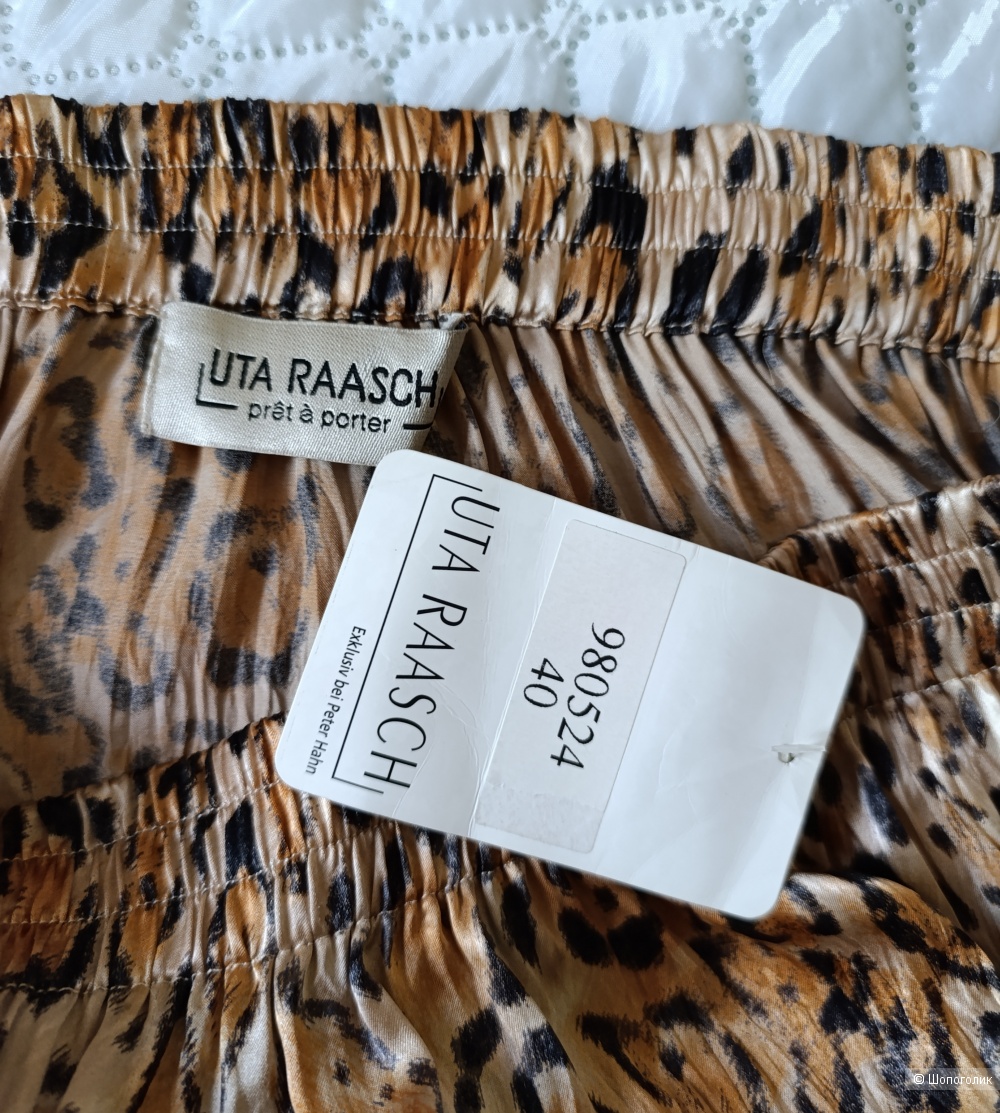 UTA RAASCH
prêt à porter
UTA RAASCH
Exklusiv bei Peter Hahn
980524
40
© Шопоголик